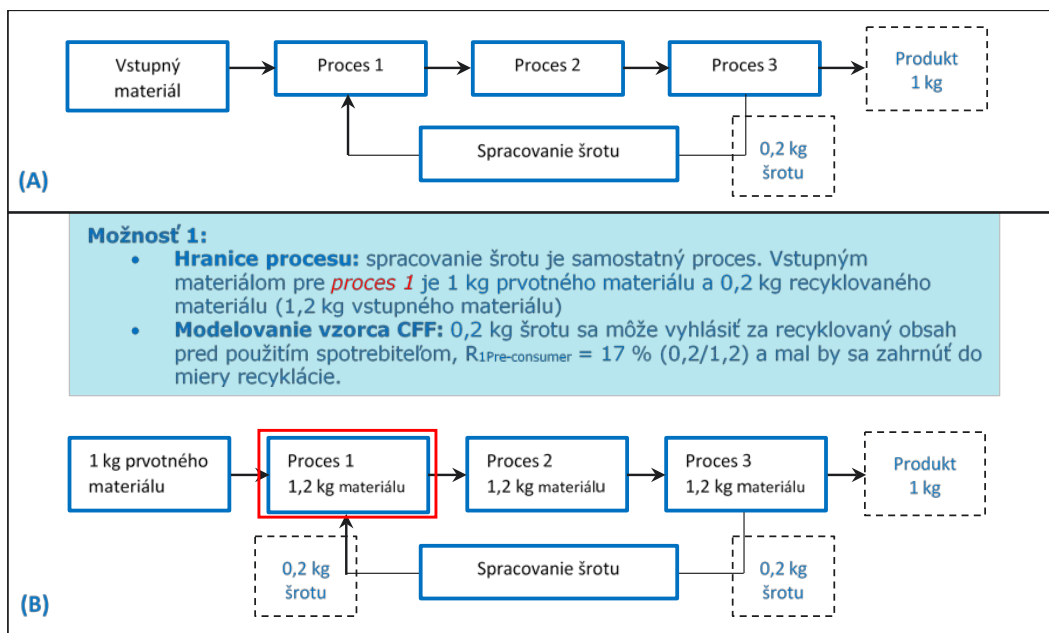 Vstupný
materiál
Proces 1
Proces 2
Proces 3
Produkt
1 kg
Spracovanie šrotu
0,2 kg
šrotu
(A)
Možnosť 1:
• Hranice procesu: spracovanie šrotu je samostatný proces. Vstupným
materiálom pre proces 1 je 1 kg prvotného materiálu a 0,2 kg recyklovaného
materiálu (1,2 kg vstupného materiálu)
• Modelovanie vzorca CFF: 0,2 kg šrotu sa môže vyhlásiť za recyklovaný obsah
pred použitím spotrebiteľom, R1Pre-consumer = 17 % (0,2/1,2) a mal by sa zahrnúť do
miery recyklácie.
1 kg prvotného
materiálu
Proces 1
1,2 kg materiálu
Proces 2
1,2 kg materiálu
Proces 3
1,2 kg materiálu
Produkt
1 kg
0,2 kg
šrotu
Spracovanie šrotu
0,2 kg
šrotu
(B)